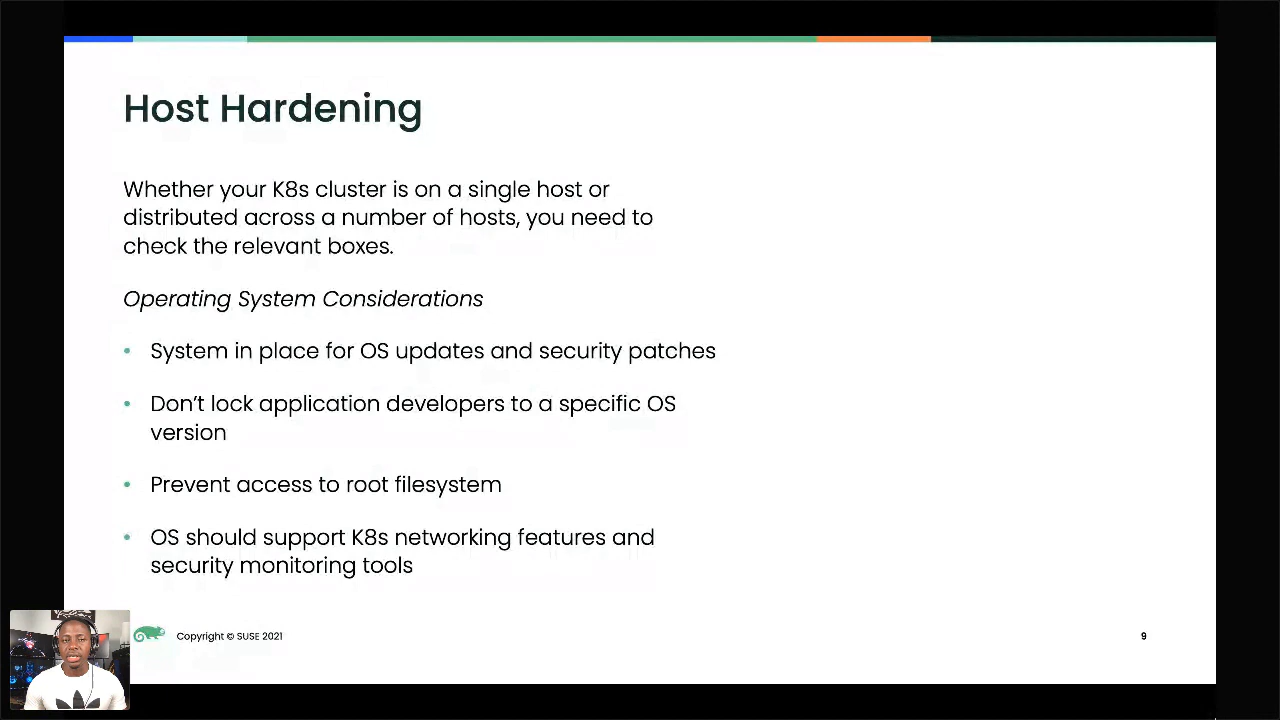 Host Hardening
Whether your K8s cluster is on a single host or
distributed across a number of hosts, you need to
check the relevant boxes.
Operating System Considerations
• System in place for OS updates and security patches
• Don’t lock application developers to a specific OS
version
• Prevent access to root filesystem
• OS should support K8s networking features and
security monitoring tools
Copyright © SUSE 2021
9